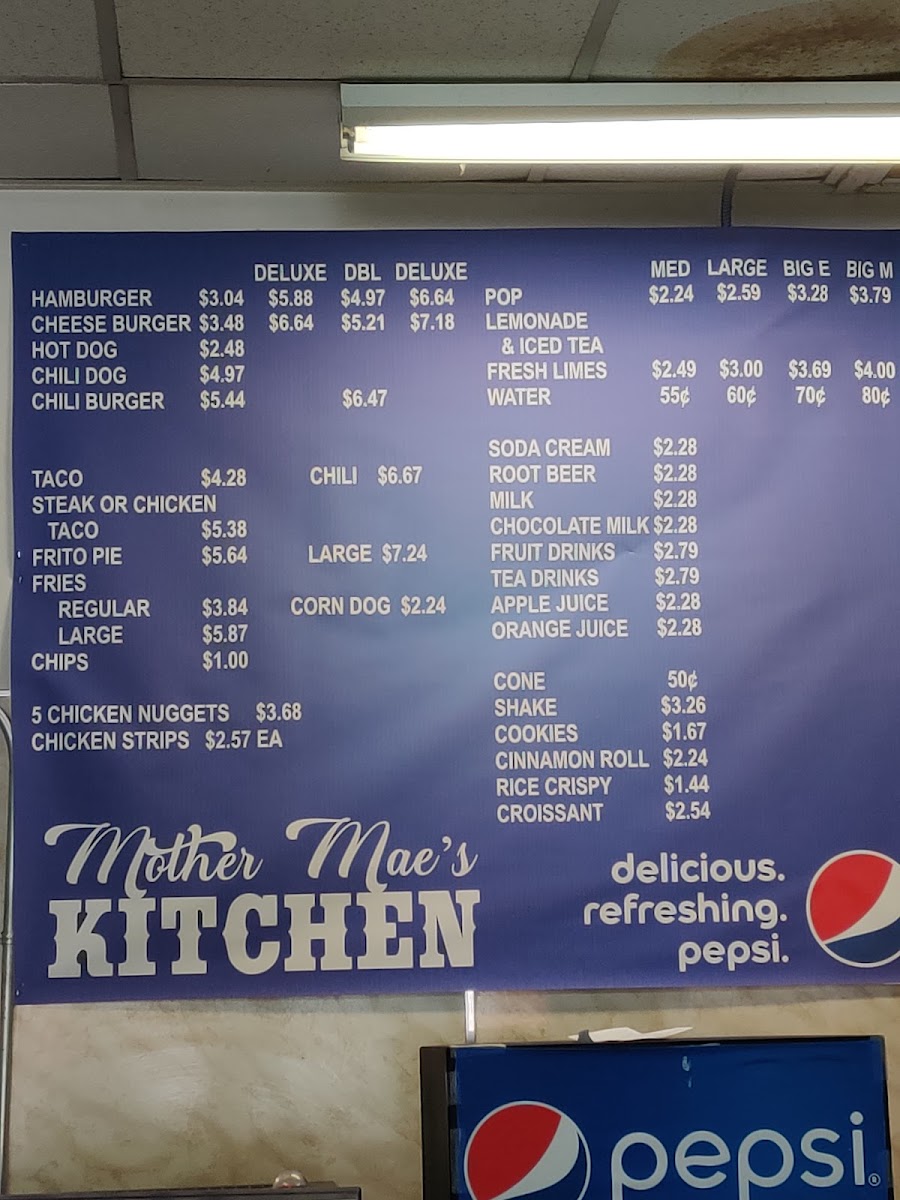 DELUXE DBL DELUXE
HAMBURGER $3.04 $5.88 $4.97 $6.64
CHEESE BURGER $3.48 $6.64 $5.21 $7.18
HOT DOG $2.48
CHILI DOG $4.97
CHILI BURGER $5.44 $6.47
TACO $4.28 CHILI $6.67
STEAK OR CHICKEN
TACO $5.38
FRITO PIE $5.64 LARGE $7.24
FRIES
REGULAR $3.84 CORN DOG $2.24
LARGE $5.87
CHIPS $1.00
5 CHICKEN NUGGETS $3.68
CHICKEN STRIPS $2.57 EA
MED LARGE BIG E BIG M
POP $2.24 $2.59 $3.28 $3.79
LEMONADE
& ICED TEA
FRESH LIMES $2.49 $3.00 $3.69 $4.00
WATER 55¢ 60¢ 70¢ 80¢
SODA CREAM $2.28
ROOT BEER $2.28
MILK $2.28
CHOCOLATE MILK $2.28
FRUIT DRINKS $2.79
TEA DRINKS $2.79
APPLE JUICE $2.28
ORANGE JUICE $2.28
CONE 50¢
SHAKE $3.26
COOKIES $1.67
CINNAMON ROLL $2.24
RICE CRISPY $1.44
CROISSANT $2.54
Mother Mae's
KITCHEN
delicious.
refreshing.
pepsi.
pepsi®